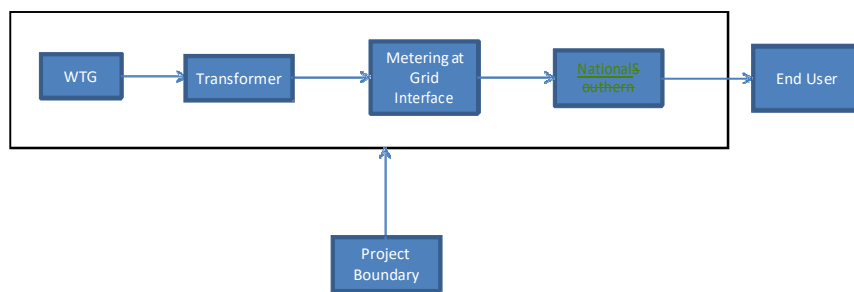 WTG
Transformer
Metering at
Grid
Interface
NationalS
outhern
End User
Project
Boundary